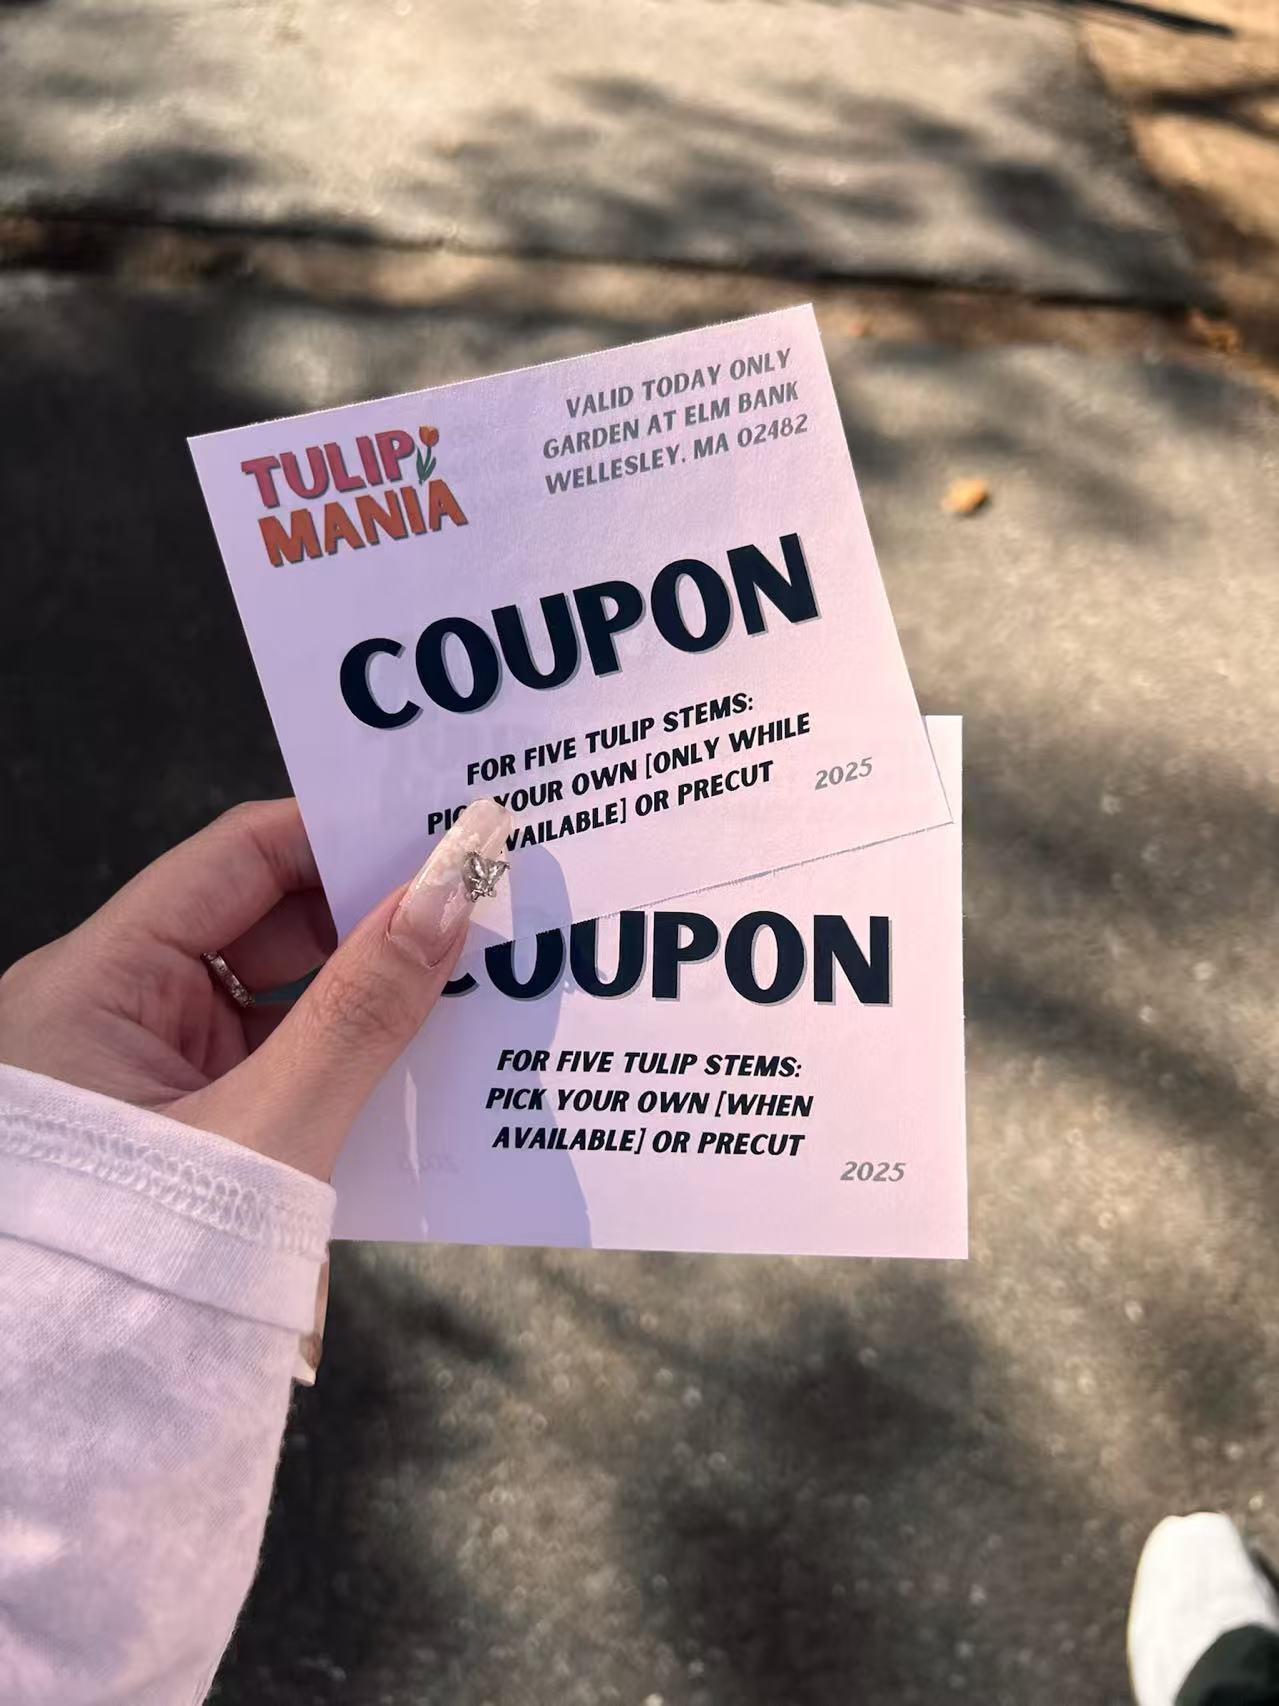 TULIP
MANIA
VALID TODAY ONLY
GARDEN AT ELM BANK
WELLESLEY, MA 02482
COUPON
FOR FIVE TULIP STEMS:
YOUR OWN [ONLY WHILE
OR PRECUT
2025
COUPON
FOR FIVE TULIP STEMS:
PICK YOUR OWN [WHEN
AVAILABLE] OR PRECUT
2025